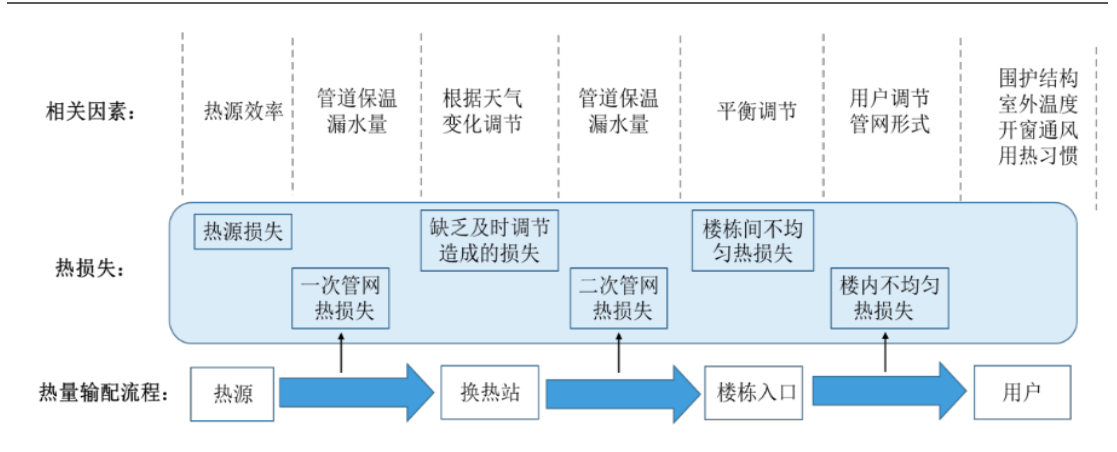 相关因素：
热源效率
管道保温
漏水量
根据天气
变化调节
管道保温
漏水量
平衡调节
用户调节
管网形式
围护结构
室外温度
开窗通风
用热习惯
热损失：
热源损失
一次管网
热损失
缺乏及时调节
造成的损失
二次管网
热损失
楼栋间不均
匀热损失
楼内不均匀
热损失
热量输配流程：
热源
换热站
楼栋入口
用户